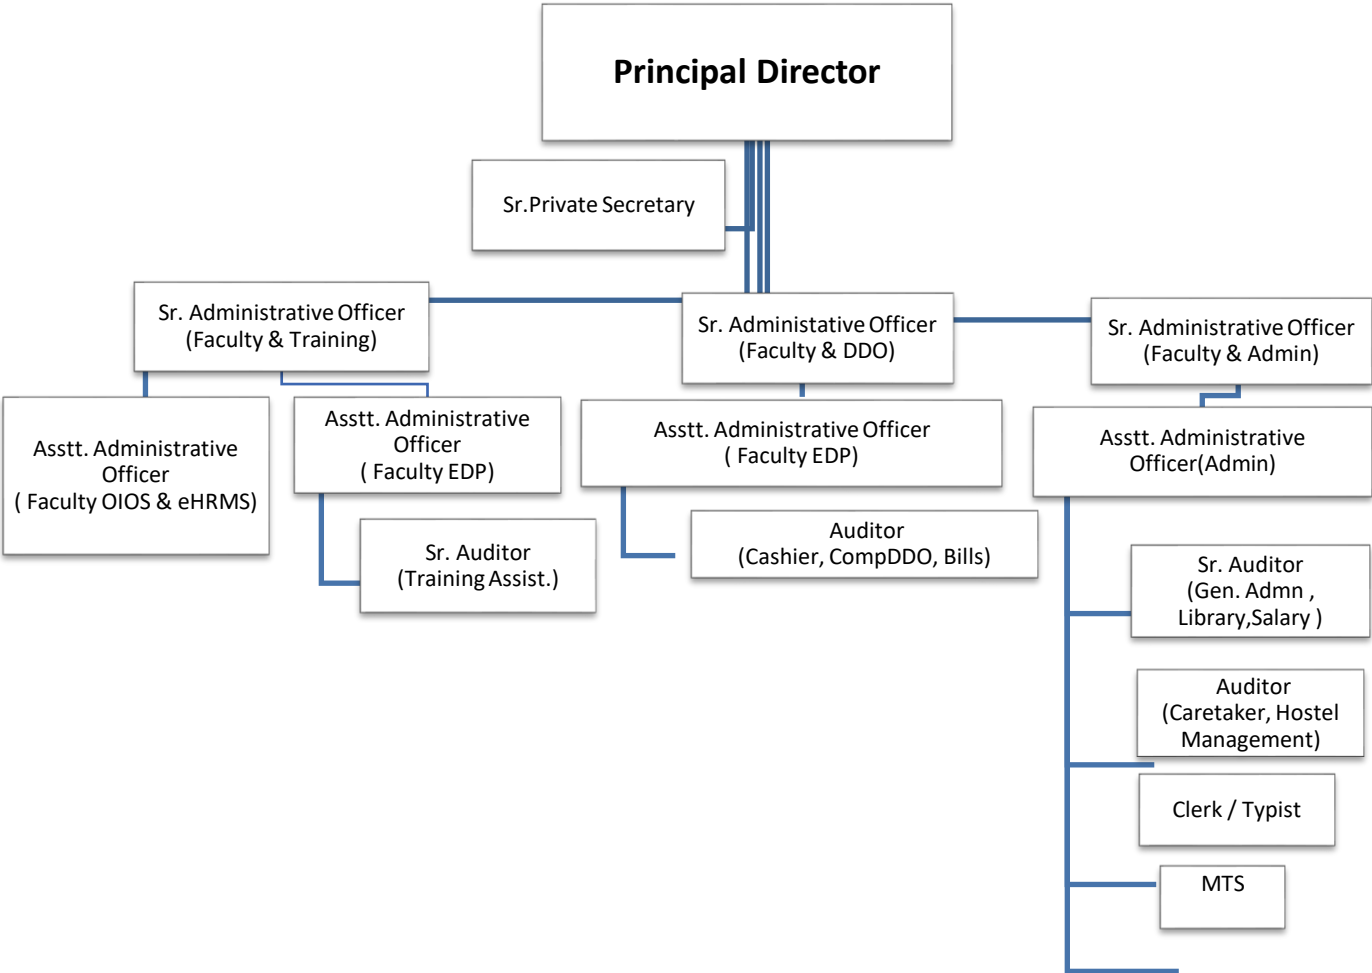 Principal Director
Sr.Private Secretary
Sr. Administrative Officer
(Faculty & Training)
Sr. Administative Officer
(Faculty & DDO)
Sr. Administrative Officer
(Faculty & Admin)
Asstt. Administrative
Officer
( Faculty OIOS & eHRMS)
Asstt. Administrative
Officer
( Faculty EDP)
Asstt. Administrative Officer
( Faculty EDP)
Asstt. Administrative
Officer(Admin)
Sr. Auditor
(Training Assist.)
Auditor
(Cashier, CompDDO, Bills)
Sr. Auditor
(Gen. Admn ,
Library,Salary )
Auditor
(Caretaker, Hostel
Management)
Clerk / Typist
MTS